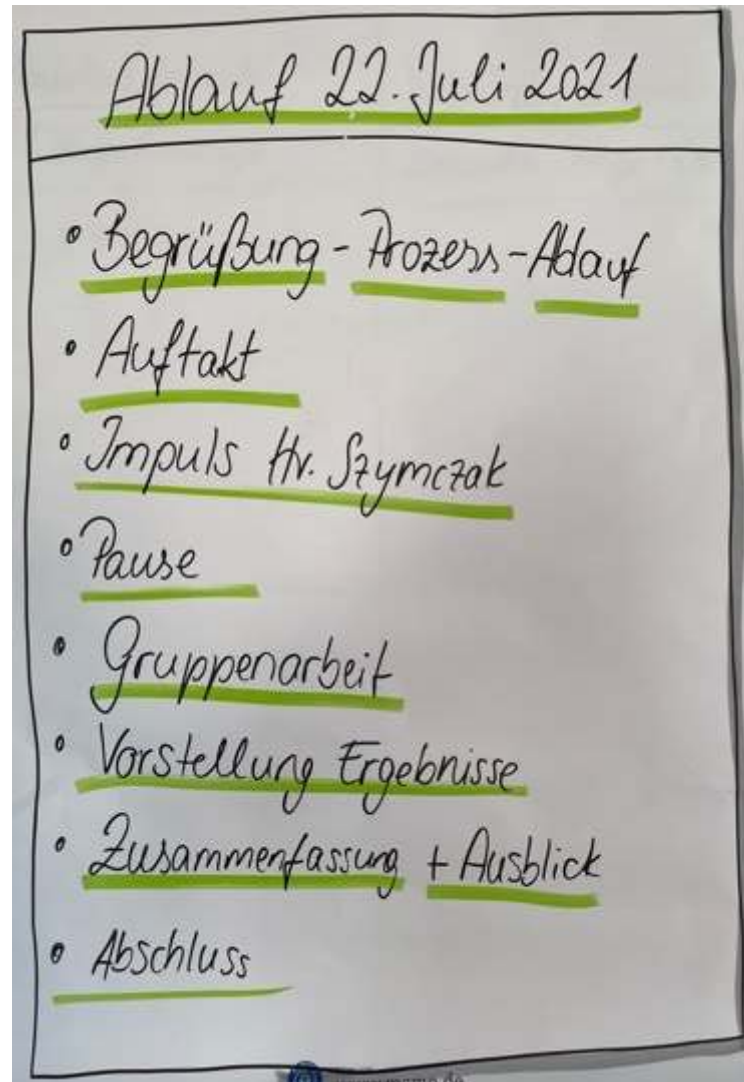 Ablauf 22. Juli 2021
• Begrüßung - Prozess - Ablauf
• Auftakt
• Impuls Hr. Szymczak
• Pause
• Gruppenarbeit
• Vorstellung Ergebnisse
• Zusammenfassung + Ausblick
• Abschluss